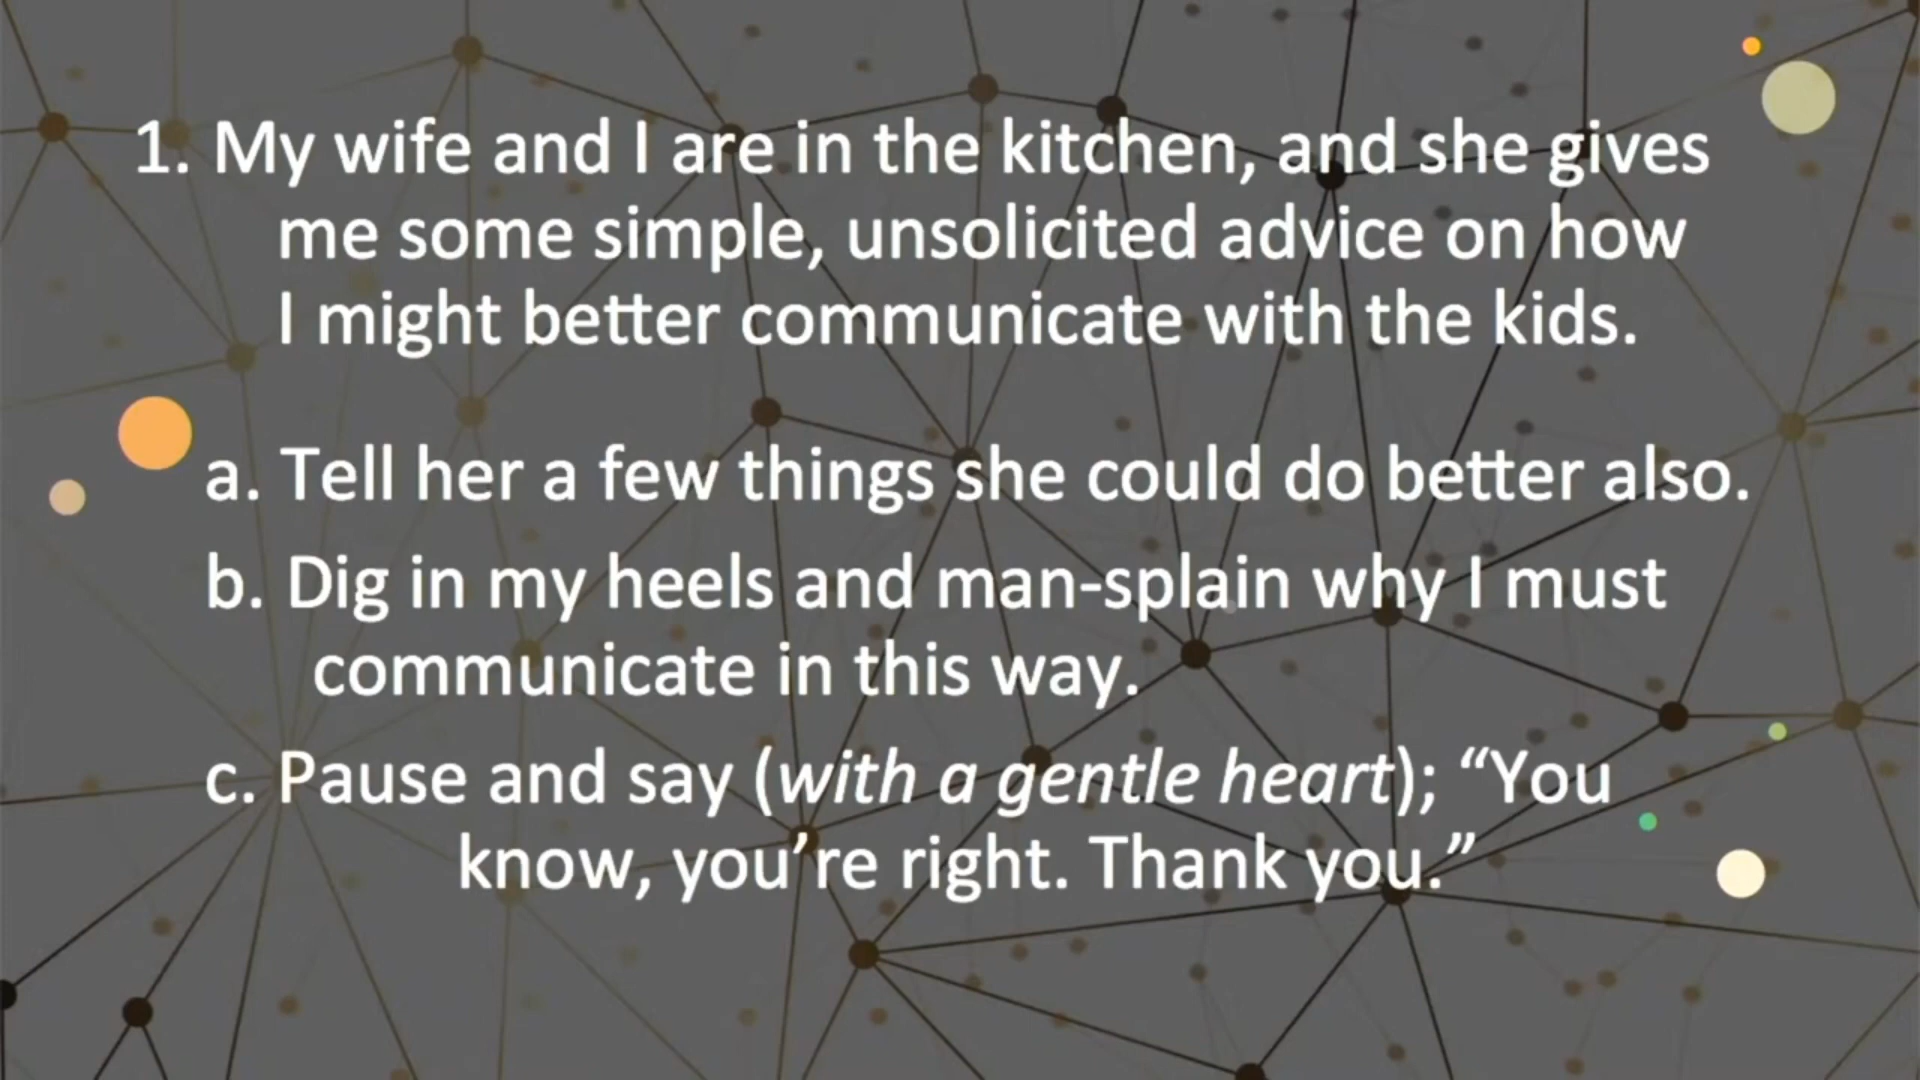 1. My wife and I are in the kitchen, and she gives
me some simple, unsolicited advice on how
I might better communicate with the kids.
a. Tell her a few things she could do better also.
b. Dig in my heels and man-splain why I must
communicate in this way.
c. Pause and say (with a gentle heart); “You
know, you’re right. Thank you.”